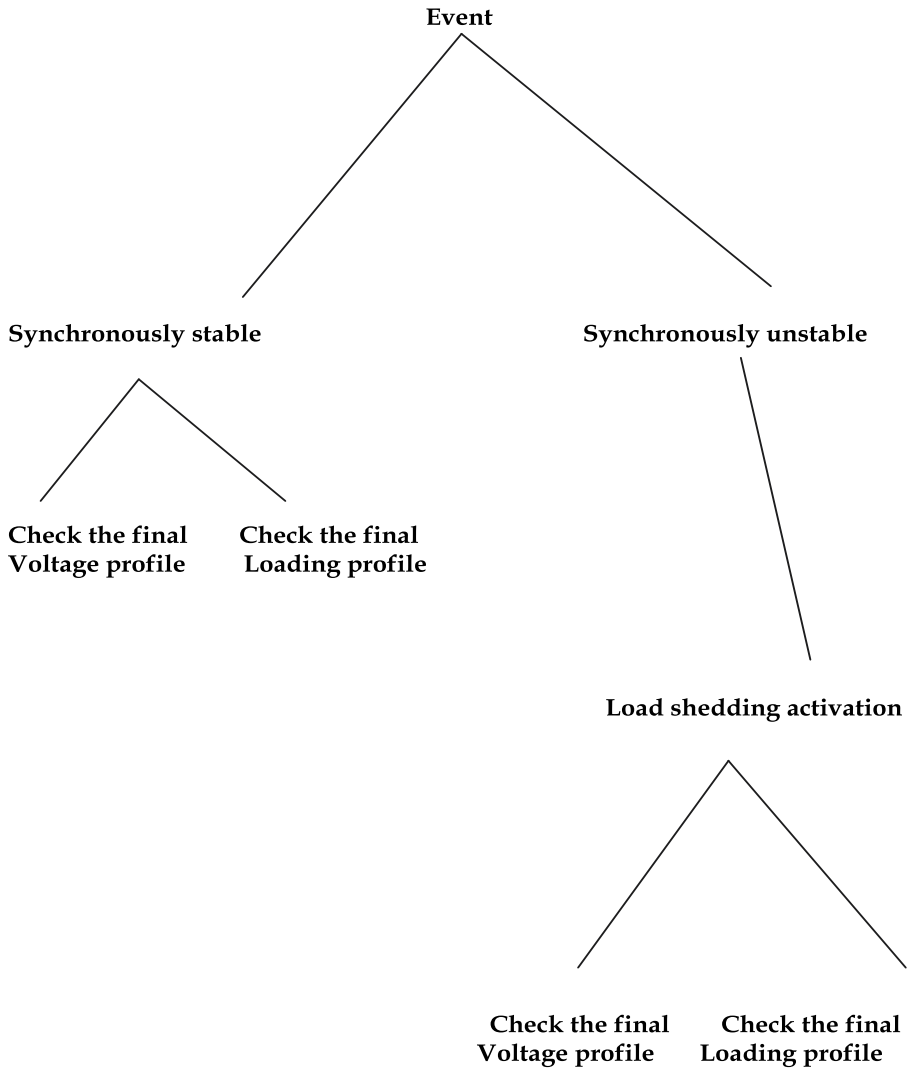 Event
Synchronously stable
Synchronously unstable
Check the final
Voltage profile
Check the final
Loading profile
Load shedding activation
Check the final
Voltage profile
Check the final
Loading profile